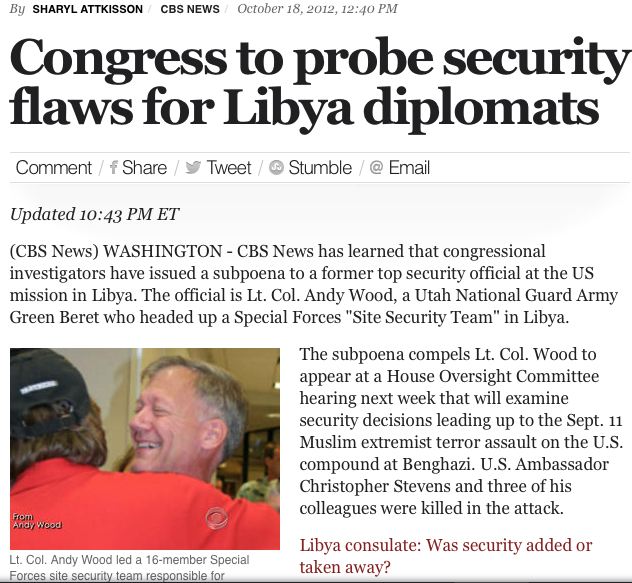 By SHARYL ATTKISSON / CBS NEWS / October 18, 2012, 12:40 PM
Congress to probe security
flaws for Libya diplomats
Comment / f Share / Tweet / Stumble / @ Email
Updated 10:43 PM ET
(CBS News) WASHINGTON - CBS News has learned that congressional
investigators have issued a subpoena to a former top security official at the US
mission in Libya. The official is Lt. Col. Andy Wood, a Utah National Guard Army
Green Beret who headed up a Special Forces "Site Security Team" in Libya.
From
Andy Wood
Lt. Col. Andy Wood led a 16-member Special
Forces site security team responsible for
The subpoena compels Lt. Col. Wood to
appear at a House Oversight Committee
hearing next week that will examine
security decisions leading up to the Sept. 11
Muslim extremist terror assault on the U.S.
compound at Benghazi. U.S. Ambassador
Christopher Stevens and three of his
colleagues were killed in the attack.
Libya consulate: Was security added or
taken away?